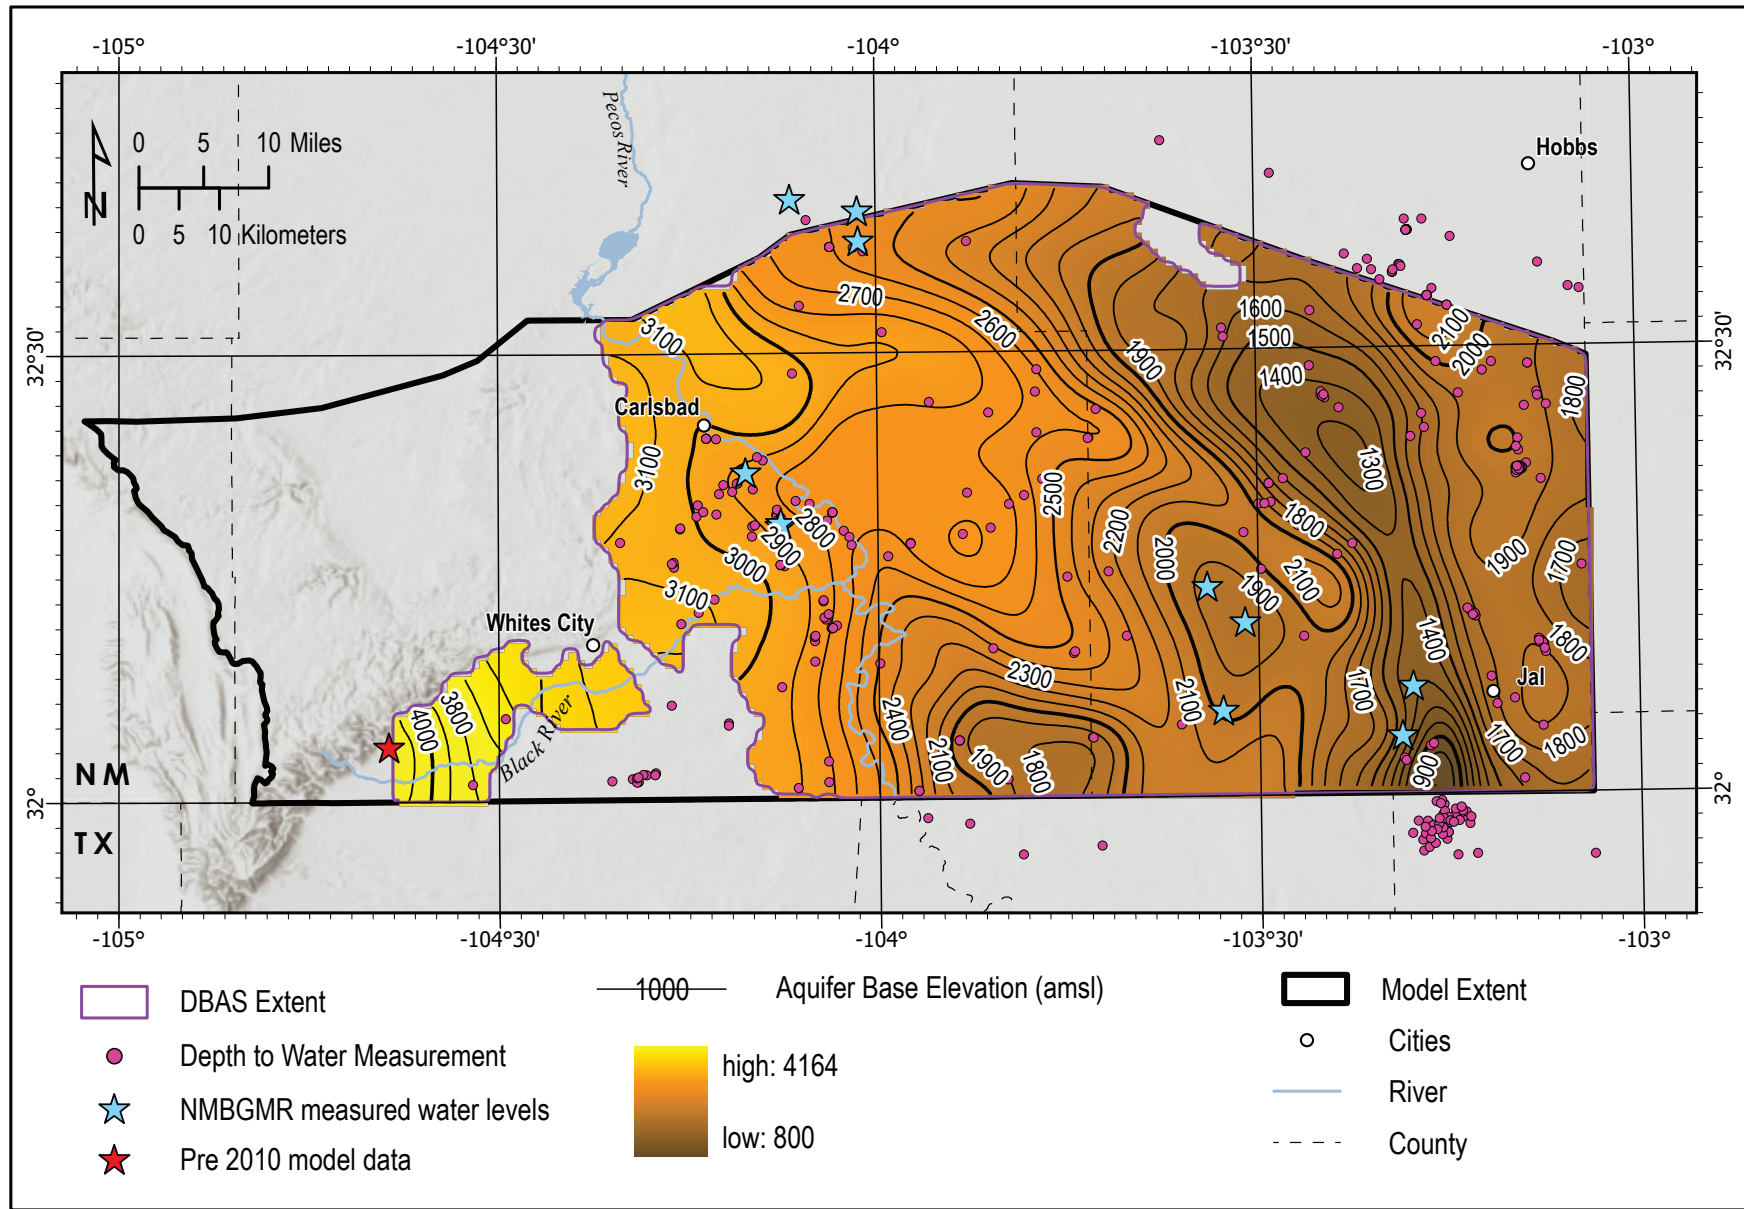 -105°
-104°30'
-104°
-103°30'
-103°
0 5 10 Miles
N
0 5 10 Kilometers
Pecos River
Hobbs
32°30'
32°30'
3100
2700
2600
1600
1500
1400
1900
2100
2000
1800
Carlsbad
3100
2500
1300
2800
2900
3000
2200
2000
1800
2100
1900
1900
1700
3100
Whites City
1400
1800
2300
2100
1700
Jal
4000
3800
2400
2100
1900
1800
900
1700
1800
Black River
NM
TX
32°
32°
-105°
-104°30'
-104°
-103°30'
-103°
DBAS Extent
Depth to Water Measurement
NMBGMR measured water levels
Pre 2010 model data
1000 Aquifer Base Elevation (amsl)
high: 4164
low: 800
Model Extent
Cities
River
County